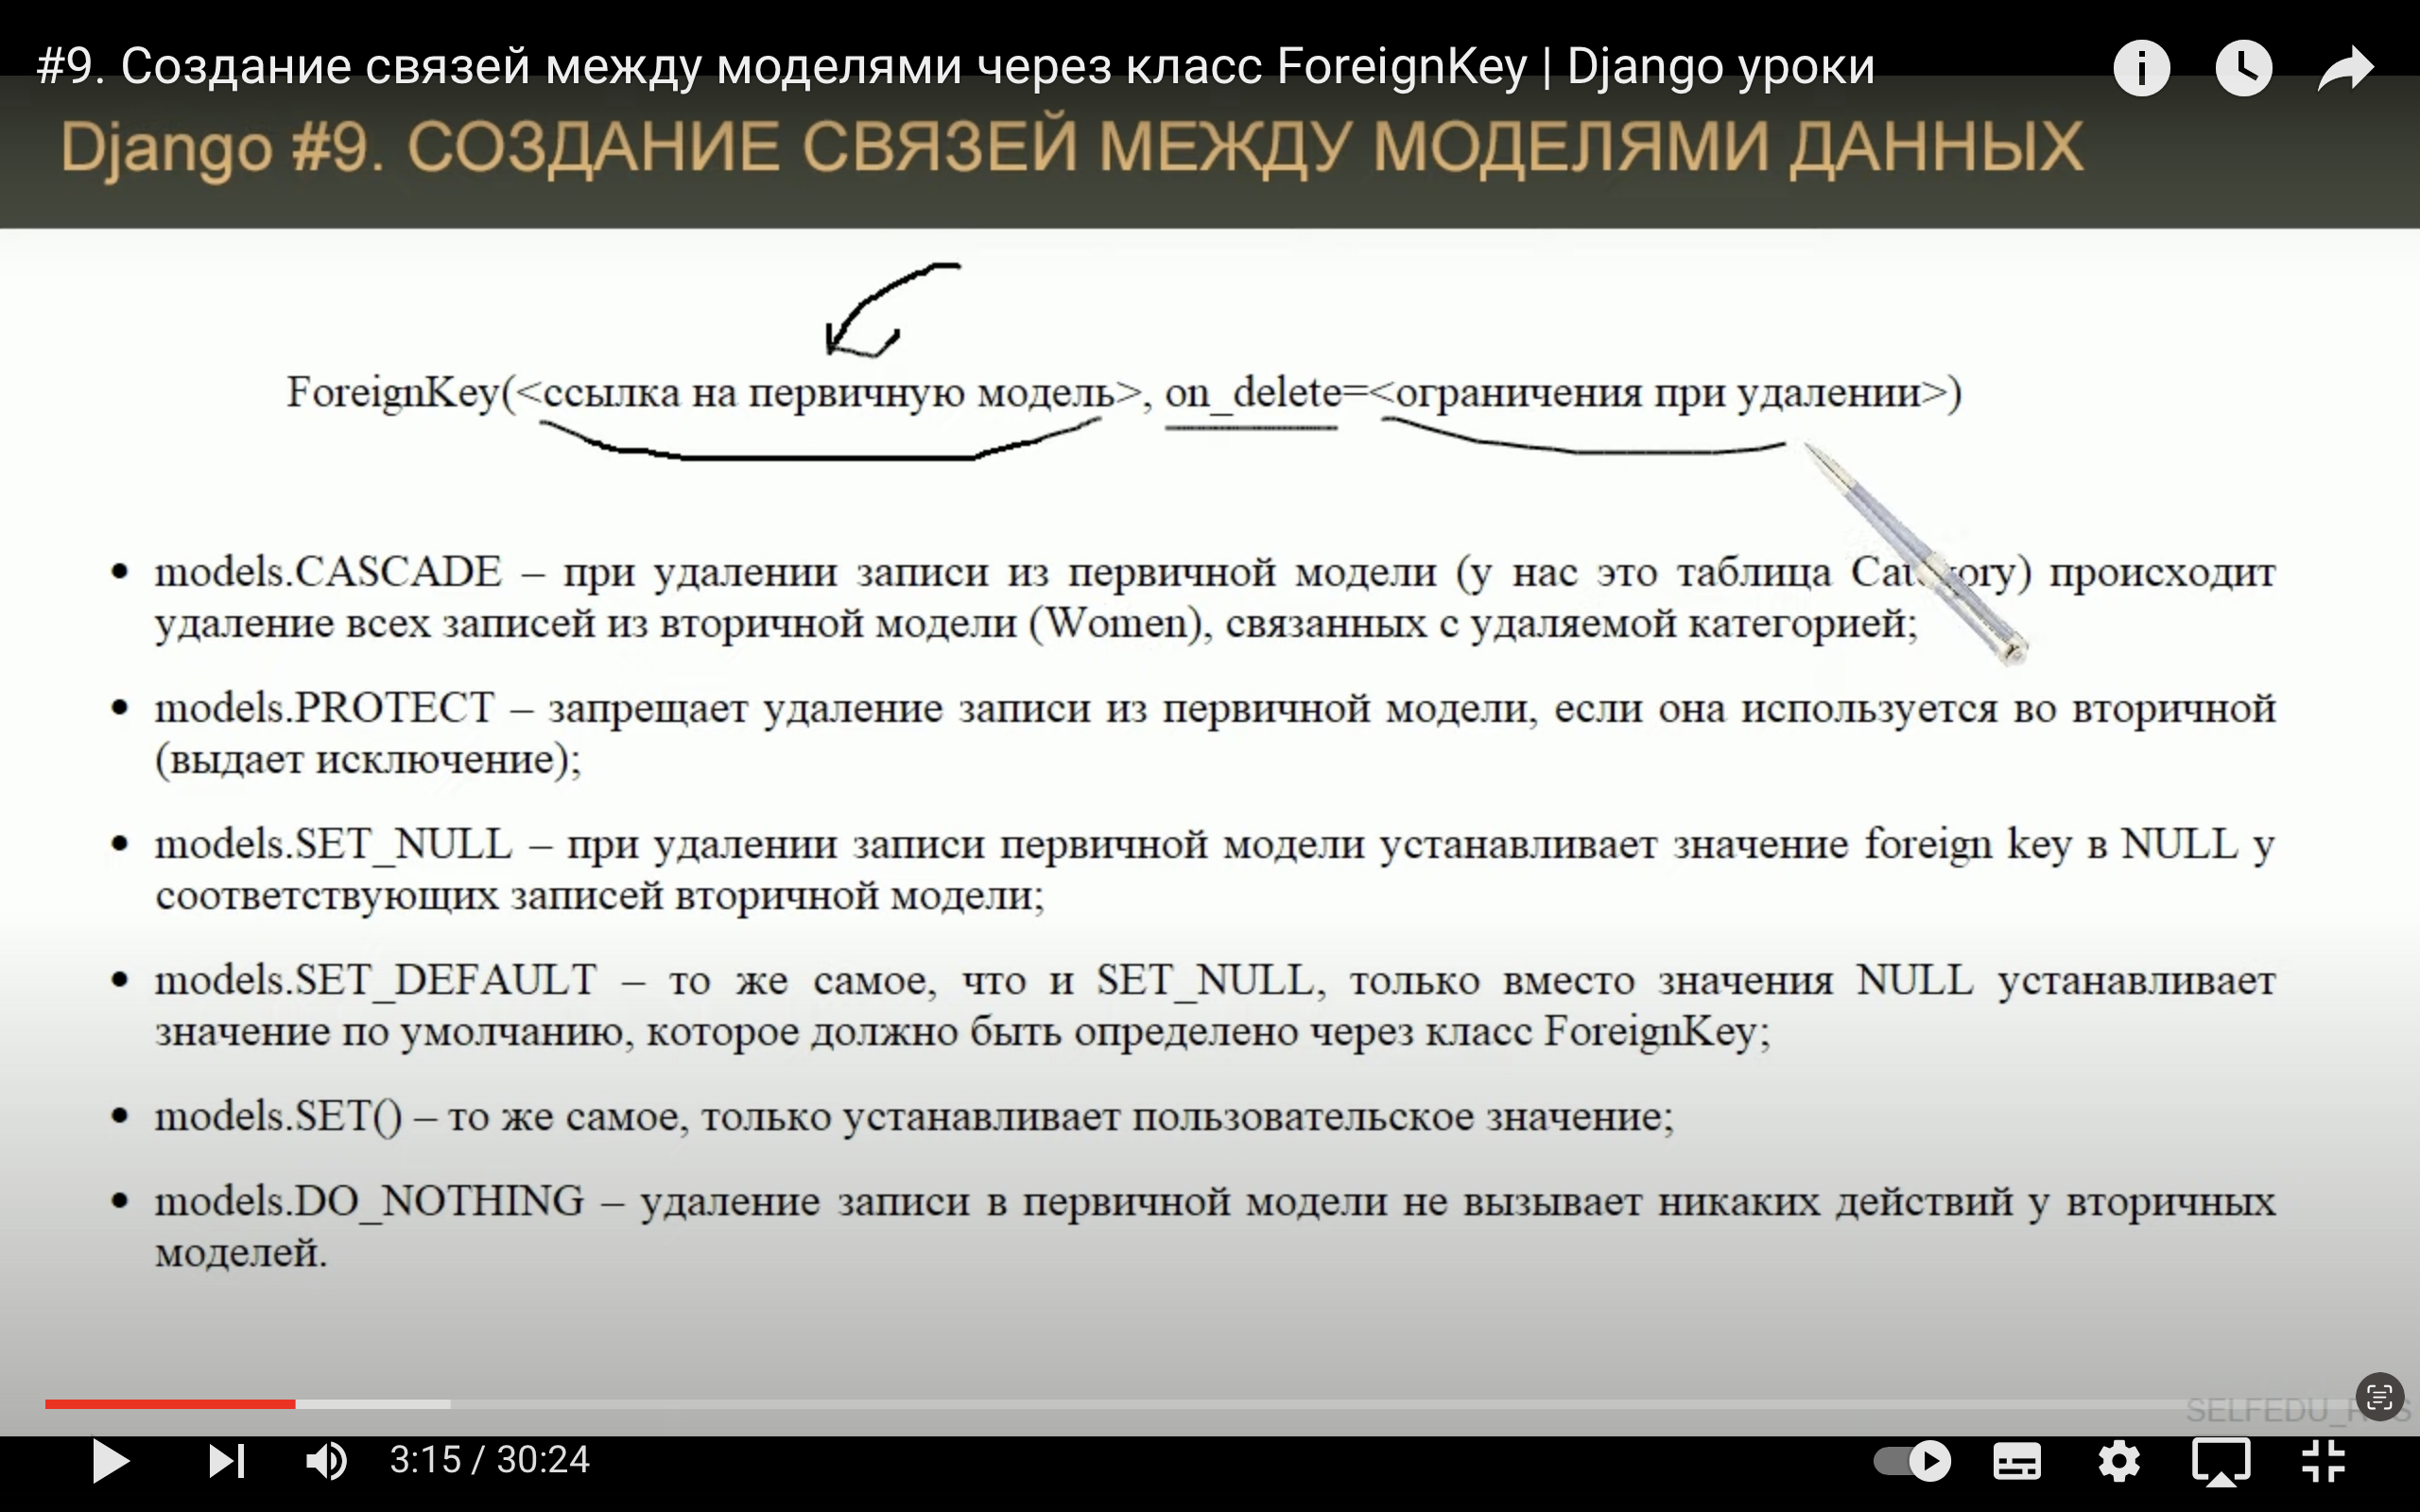 #9. Создание связей между моделями через класс ForeignKey | Django уроки
Django #9. СОЗДАНИЕ СВЯЗЕЙ МЕЖДУ МОДЕЛЯМИ ДАННЫХ
ForeignKey(<ссылка на первичную модель>, on_delete=<ограничения при удалении>)
• models.CASCADE – при удалении записи из первичной модели (у нас это таблица Category) происходит
удаление всех записей из вторичной модели (Women), связанных с удаляемой категорией;
• models.PROTECT – запрещает удаление записи из первичной модели, если она используется во вторичной
(выдает исключение);
• models.SET_NULL – при удалении записи первичной модели устанавливает значение foreign key в NULL у
соответствующих записей вторичной модели;
• models.SET_DEFAULT – то же самое, что и SET_NULL, только вместо значения NULL устанавливает
значение по умолчанию, которое должно быть определено через класс ForeignKey;
• models.SET() – то же самое, только устанавливает пользовательское значение;
• models.DO_NOTHING – удаление записи в первичной модели не вызывает никаких действий у вторичных
моделей.
3:15 / 30:24